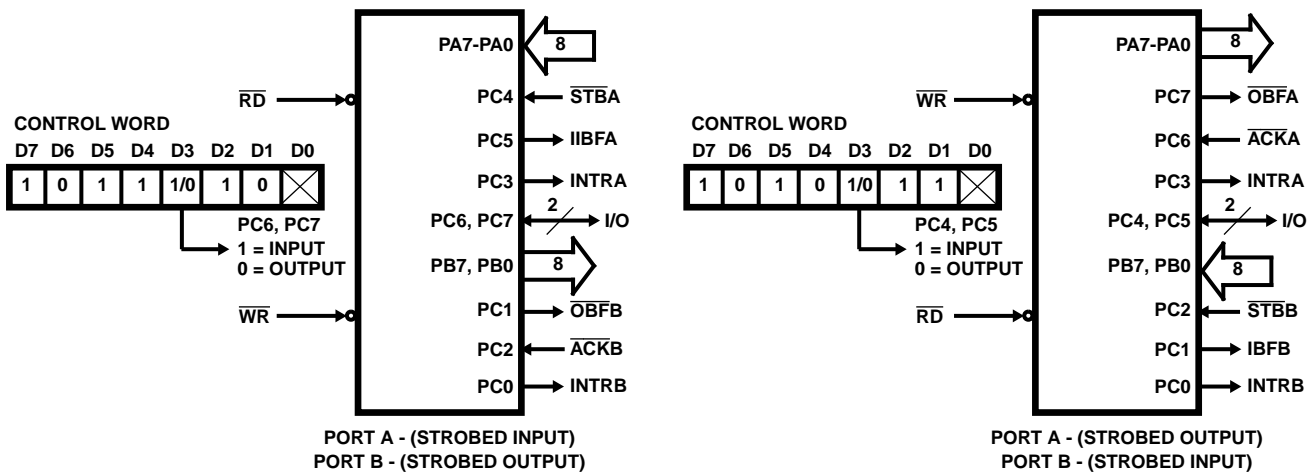 PA7-PA0 8
RD
PC4 STBA
CONTROL WORD
PC5 IIBFA
D7 D6 D5 D4 D3 D2 D1 D0
1 0 1 1 1/0 1 0
PC3 INTRA
PC6, PC7 2 I/O
PC6, PC7
1 = INPUT
0 = OUTPUT
PB7, PB0 8
WR
PC1 OBFB
PC2 ACKB
PC0 INTRB
PORT A - (STROBED INPUT)
PORT B - (STROBED OUTPUT)
PA7-PA0 8
WR
PC7 OBFA
CONTROL WORD
PC6 ACKA
D7 D6 D5 D4 D3 D2 D1 D0
1 0 1 0 1/0 1 1
PC3 INTRA
PC4, PC5 2 I/O
PC4, PC5
1 = INPUT
0 = OUTPUT
PB7, PB0 8
RD
PC2 STBB
PC1 IBFB
PC0 INTRB
PORT A - (STROBED OUTPUT)
PORT B - (STROBED INPUT)